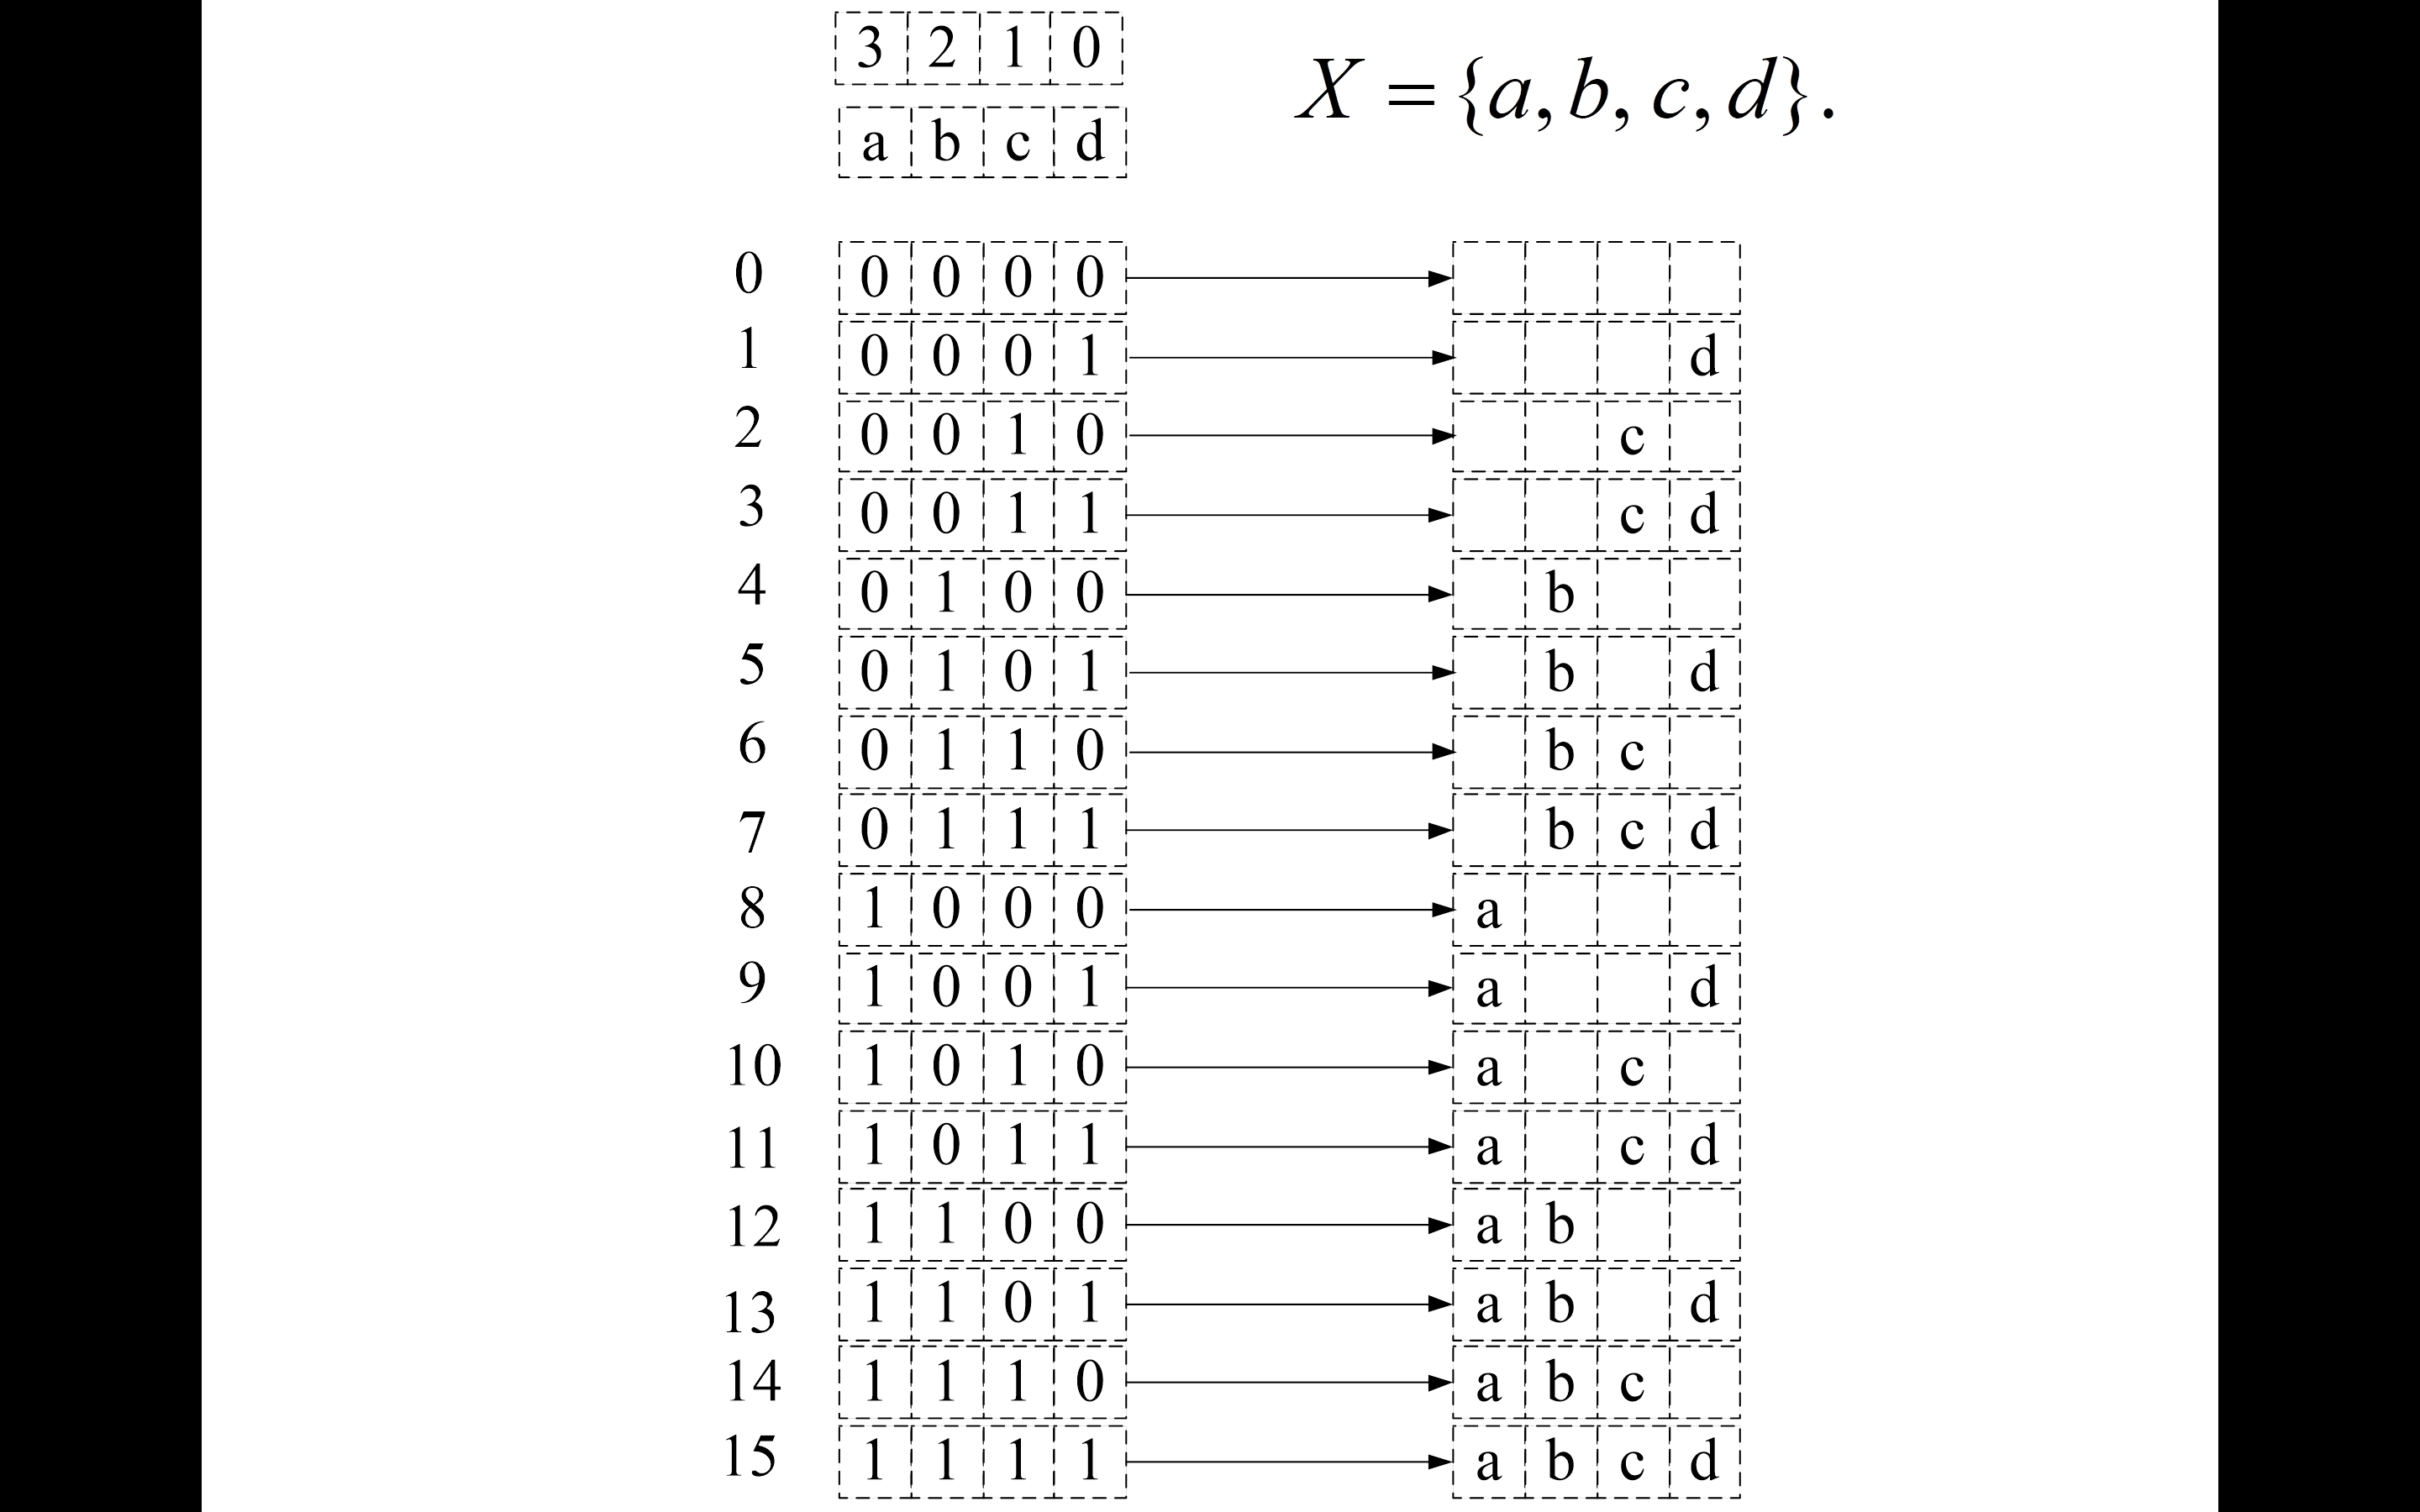 3 2 1 0
X = {a, b, c, d}.
a b c d
0 0 0 0 0
1 0 0 0 1 d
2 0 0 1 0 c
3 0 0 1 1 c d
4 0 1 0 0 b
5 0 1 0 1 b d
6 0 1 1 0 b c
7 0 1 1 1 b c d
8 1 0 0 0 a
9 1 0 0 1 a d
10 1 0 1 0 a c
11 1 0 1 1 a c d
12 1 1 0 0 a b
13 1 1 0 1 a b d
14 1 1 1 0 a b c
15 1 1 1 1 a b c d